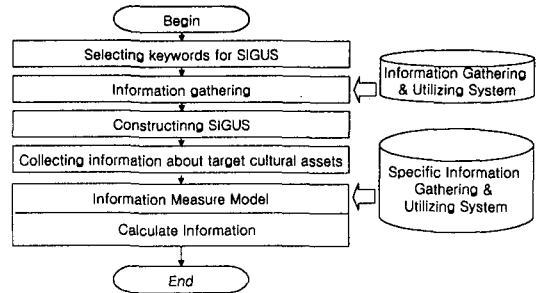 Begin
Selecting keywords for SIGUS
Information gathering
Information Gathering
& Utilizing System
Constructinng SIGUS
Collecting information about target cultural assets
Specific Information
Gathering &
Utilizing System
Information Measure Model
Calculate Information
End